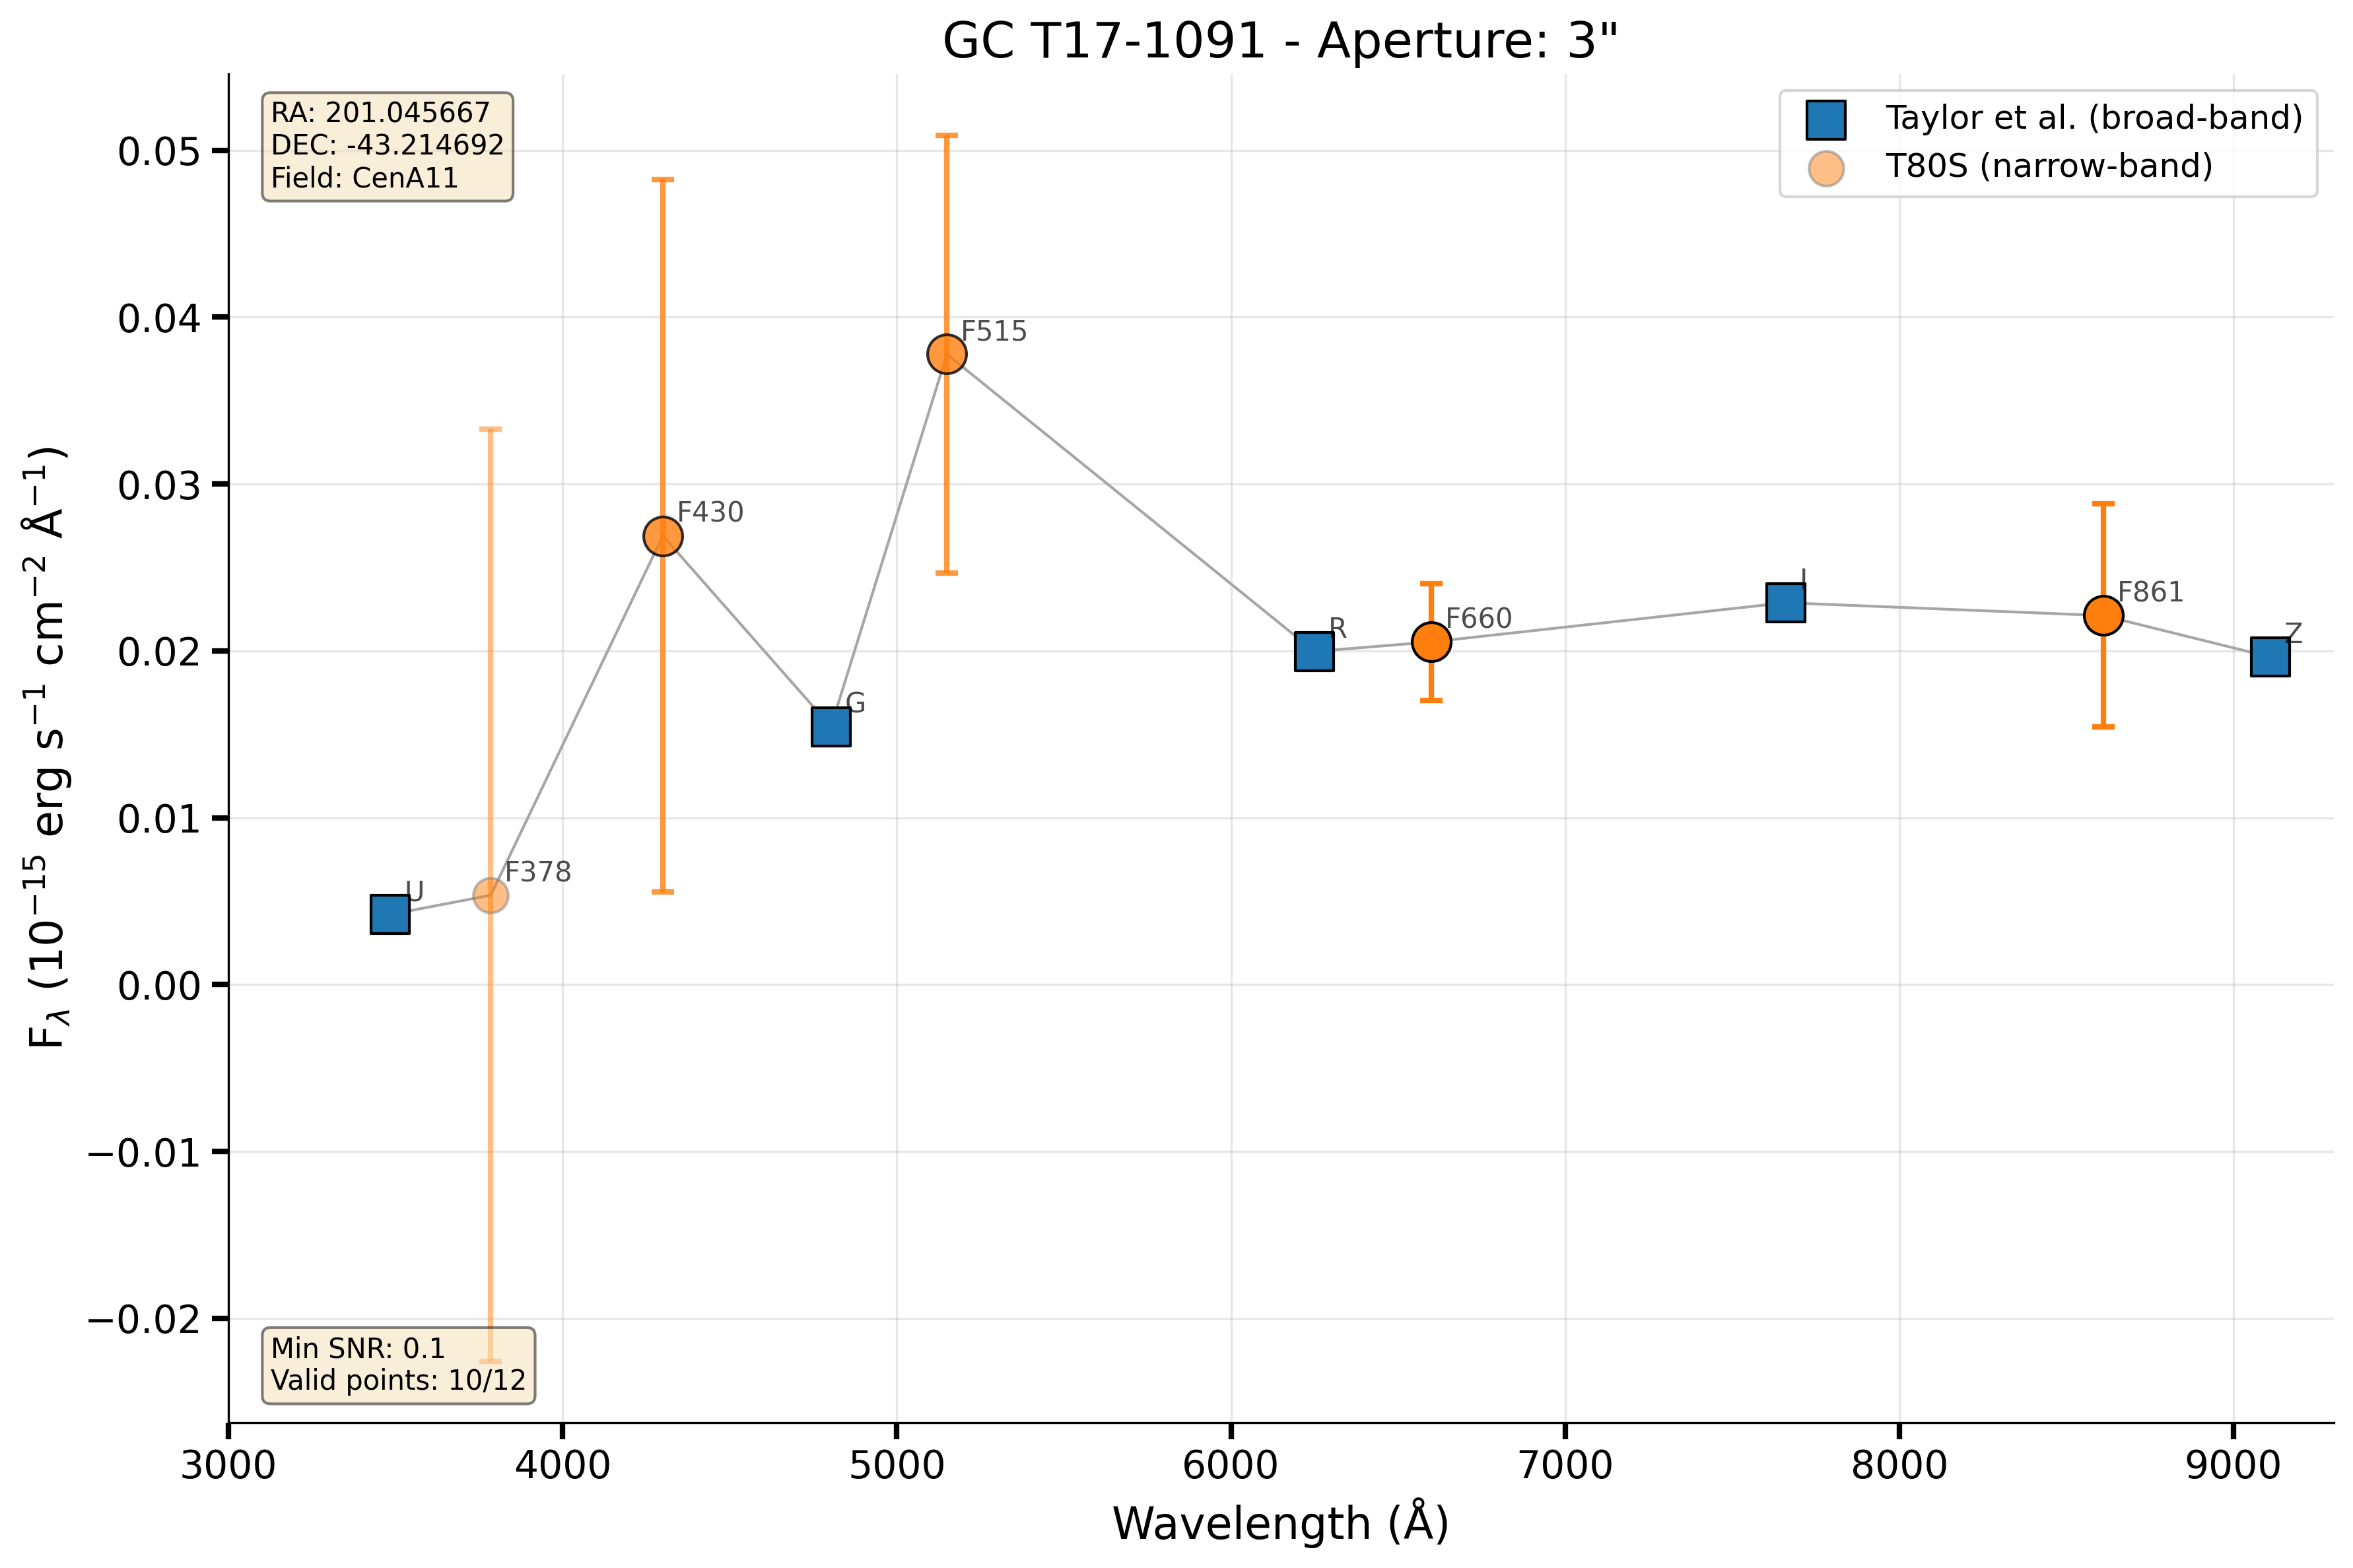 GC T17-1091 - Aperture: 3"
RA: 201.045667
DEC: -43.214692
Field: CenA11
Taylor et al. (broad-band)
T80S (narrow-band)
0.05
0.04
0.03
0.02
0.01
0.00
−0.01
−0.02
F$_λ$ (10$^{−15}$ erg s$^{−1}$ cm$^{−2}$ Å$^{−1}$)
U
F378
F430
G
F515
R
F660
I
F861
Z
Min SNR: 0.1
Valid points: 10/12
3000 4000 5000 6000 7000 8000 9000
Wavelength (Å)